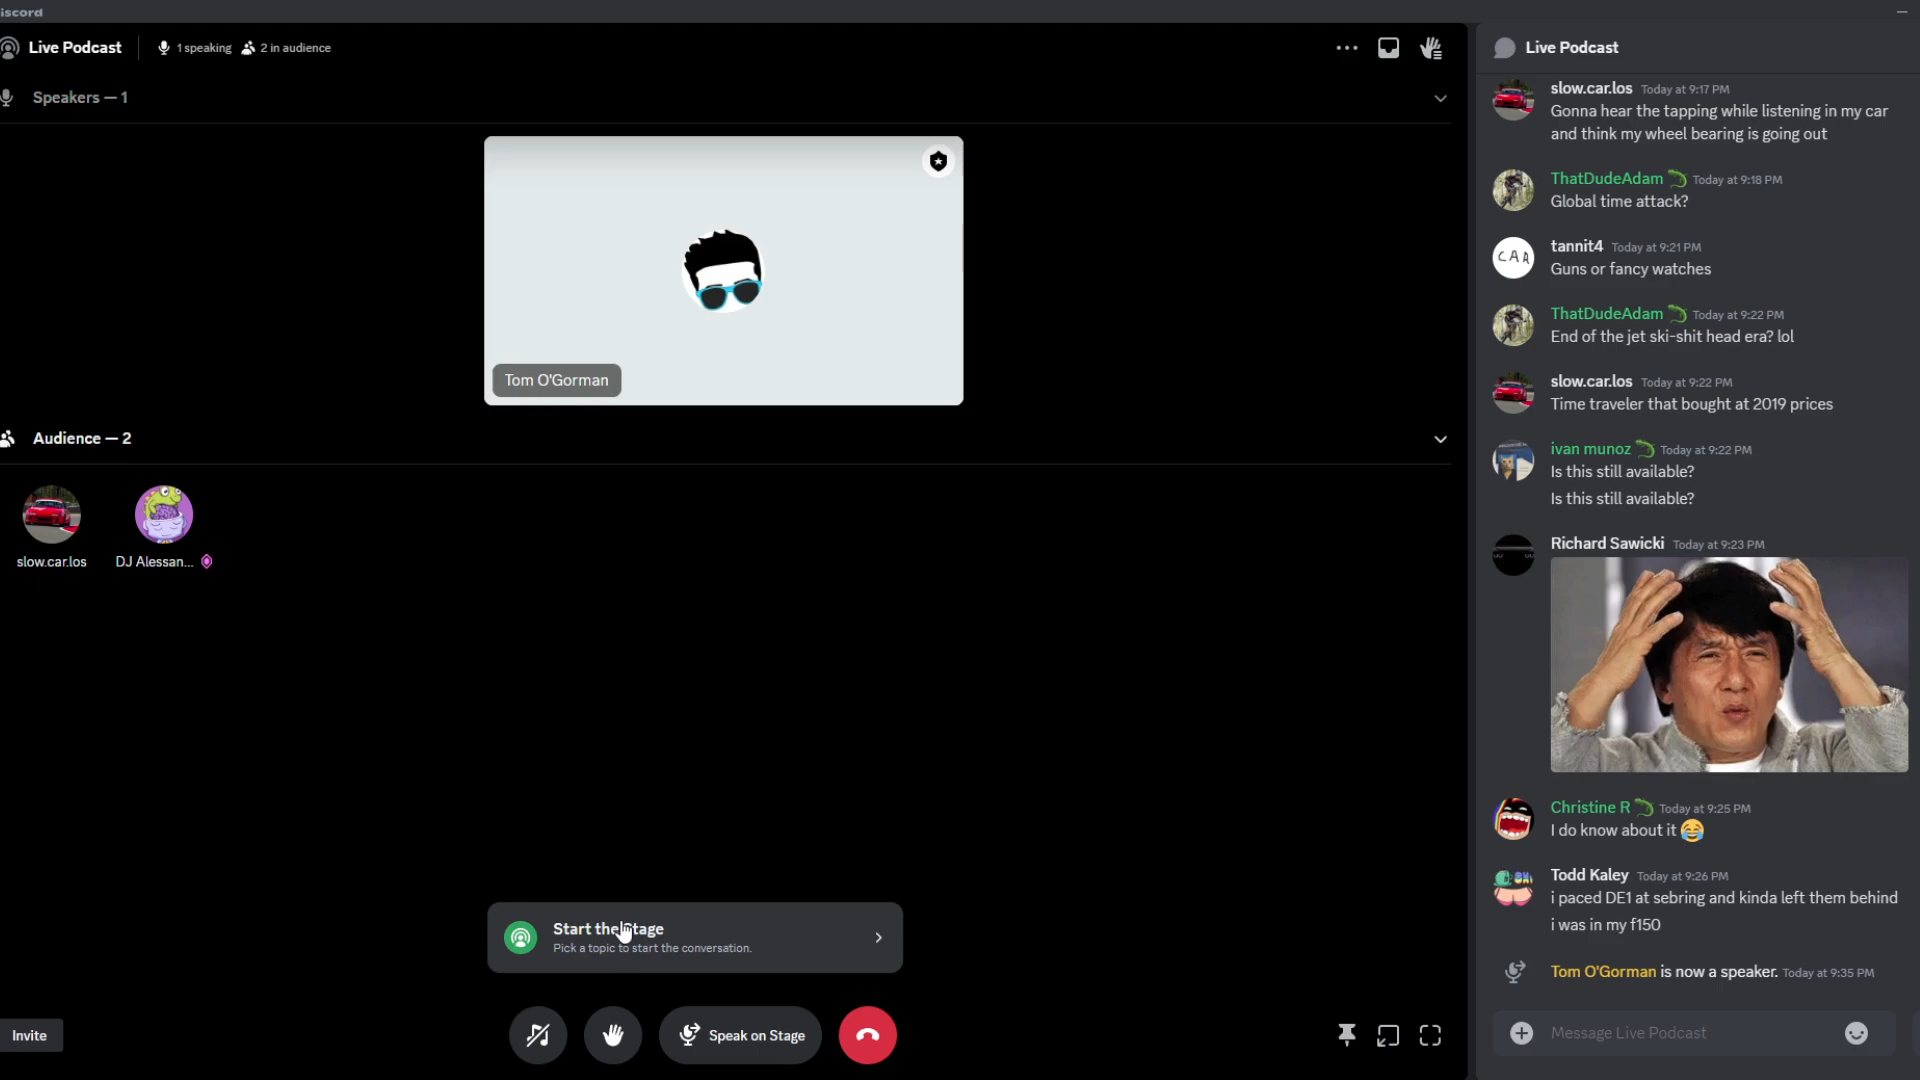 iscord
Live Podcast
1 speaking
2 in audience
Speakers — 1
Tom O'Gorman
Audience — 2
slow.car.los
DJ Alessan...
Start the Stage
Pick a topic to start the conversation.
Invite
Speak on Stage
Live Podcast
slow.car.los Today at 9:17 PM
Gonna hear the tapping while listening in my car
and think my wheel bearing is going out
ThatDudeAdam Today at 9:18 PM
Global time attack?
CAR
tannit4 Today at 9:21 PM
Guns or fancy watches
ThatDudeAdam Today at 9:22 PM
End of the jet ski-shit head era? lol
slow.car.los Today at 9:22 PM
Time traveler that bought at 2019 prices
ivan munoz Today at 9:22 PM
Is this still available?
Is this still available?
Richard Sawicki Today at 9:23 PM
Christine R Today at 9:25 PM
I do know about it
Todd Kaley Today at 9:26 PM
i paced DE1 at sebring and kinda left them behind
i was in my f150
Tom O'Gorman is now a speaker. Today at 9:35 PM
Message Live Podcast